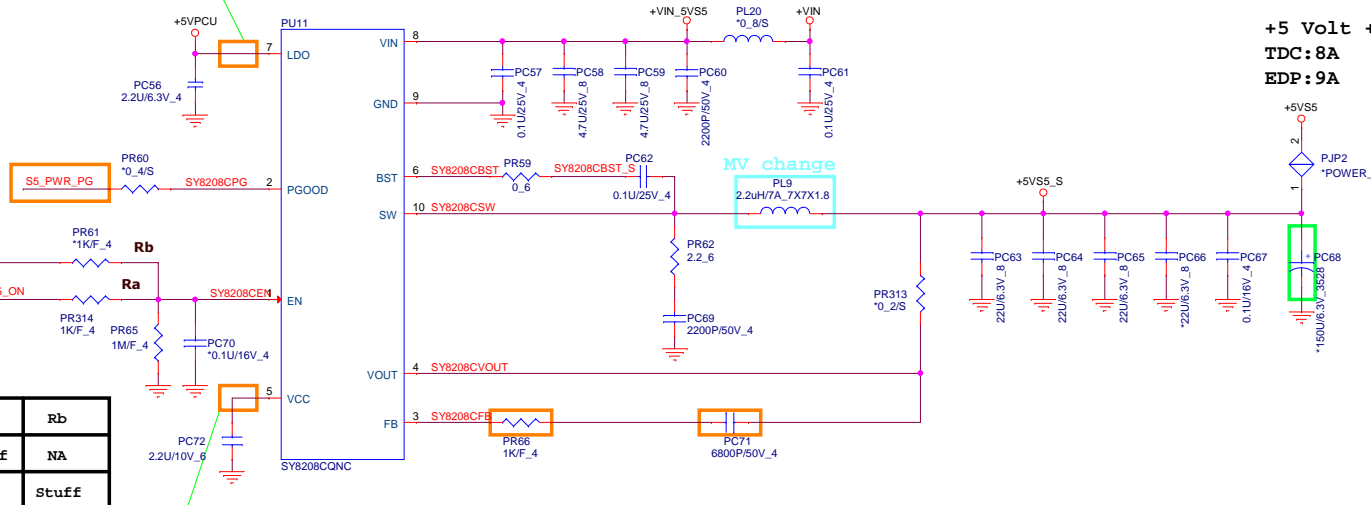 +5VPCU
PU11
7
LDO
PC56
2.2U/6.3V_4
VIN
8
+VIN_5VS5
PL20
*0_8/S
+VIN
PC57
0.1U/25V_4
PC58
4.7U/25V_8
PC59
4.7U/25V_8
PC60
2200P/50V_4
PC61
0.1U/25V_4
GND
9
+5 Volt +
TDC:8A
EDP:9A
+5VS5
2
PJP2
*POWER_
1
S5_PWR_PG
PR60
*0_4/S
SY8208CPG
2
PGOOD
BST
6
SY8208CBST
PR59
0_6
SY8208CBST_S
PC62
0.1U/25V_4
MV change
PL9
2.2uH/7A_7X7X1.8
SW
10
SY8208CSW
+5VS5_S
PR62
2.2_6
PC69
2200P/50V_4
PR313
*0_2/S
PC63
22U/6.3V_8
PC64
22U/6.3V_8
PC65
22U/6.3V_8
PC66
*22U/6.3V_8
PC67
0.1U/16V_4
+
PC68
*150U/6.3V_3528
PR61
*1K/F_4
Rb
Ra
_ON
PR314
1K/F_4
PR65
1M/F_4
PC70
*0.1U/16V_4
SY8208CEN
1
EN
VOUT
4
SY8208CVOUT
5
VCC
PC72
2.2U/10V_6
FB
3
SY8208CFB
PR66
1K/F_4
PC71
6800P/50V_4
SY8208CQNC
Rb
f
NA
Stuff